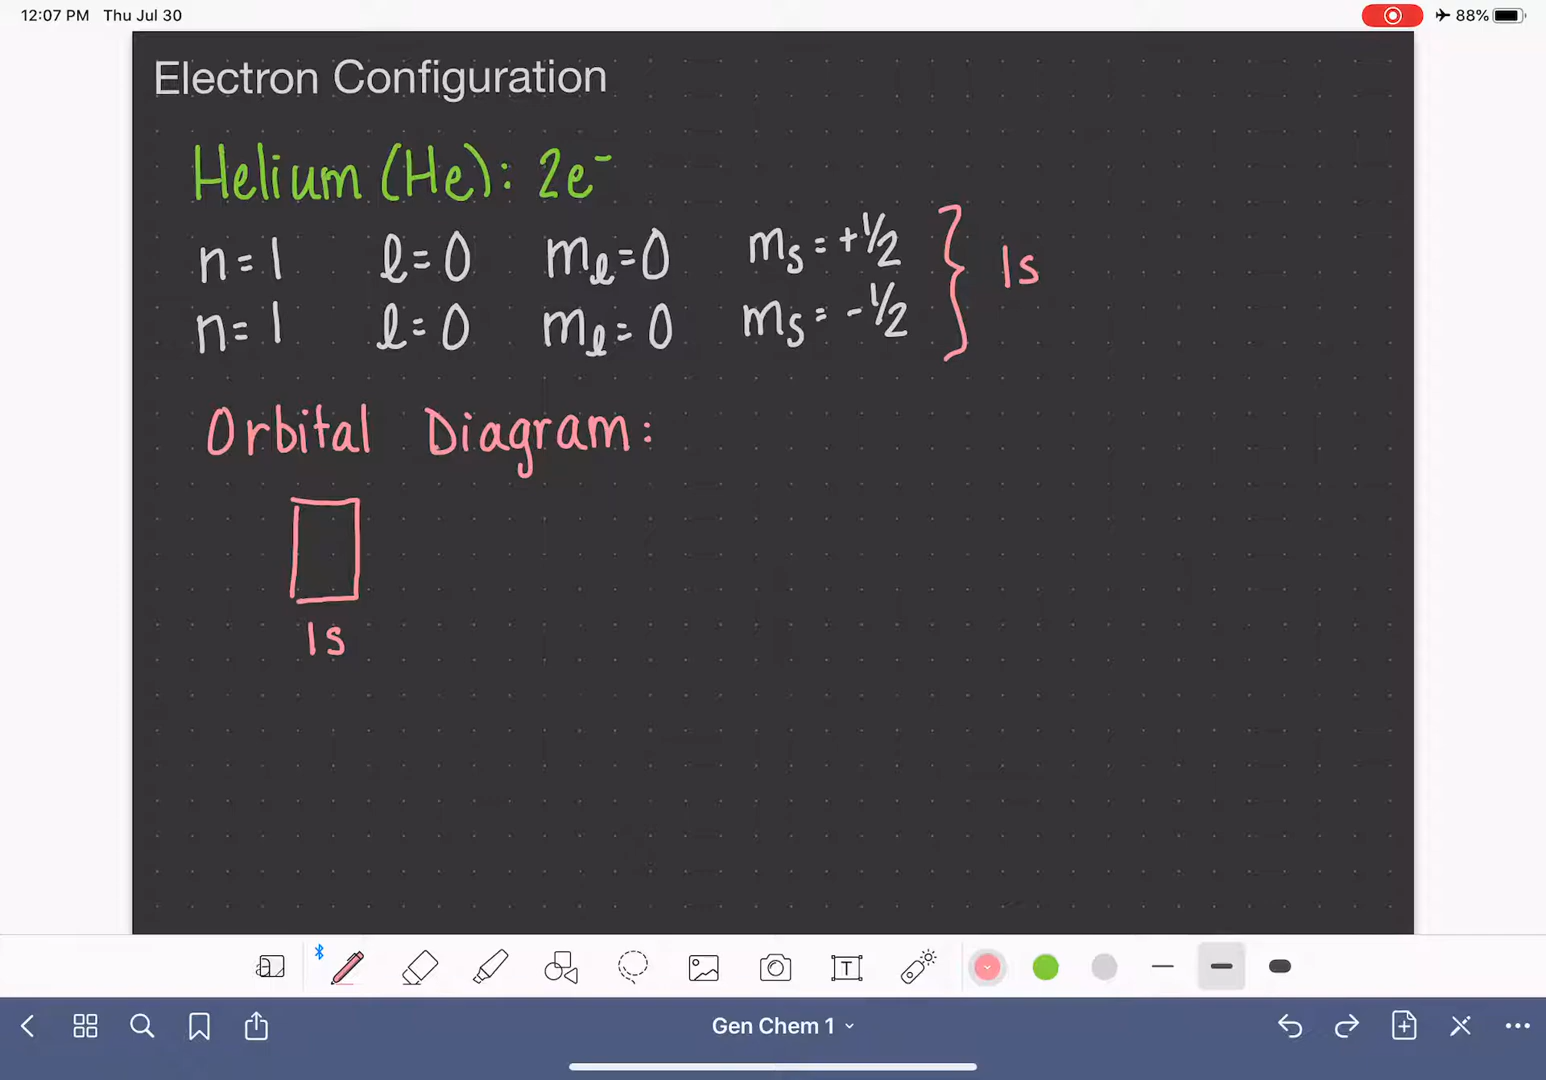 12:07 PM Thu Jul 30 88%
Electron Configuration
Helium (He): 2e⁻
n = 1 ℓ = 0 mℓ = 0 ms = +1/2
n = 1 ℓ = 0 mℓ = 0 ms = -1/2
1s
Orbital Diagram:
1s
T
Gen Chem 1